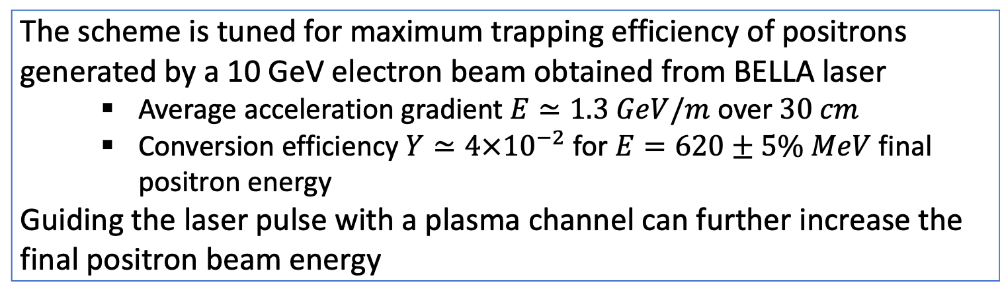 The scheme is tuned for maximum trapping efficiency of positrons
generated by a 10 GeV electron beam obtained from BELLA laser
▪ Average acceleration gradient E ≃ 1.3 GeV/m over 30 cm
▪ Conversion efficiency Y ≃ 4×10⁻² for E = 620 ± 5% MeV final
positron energy
Guiding the laser pulse with a plasma channel can further increase the
final positron beam energy